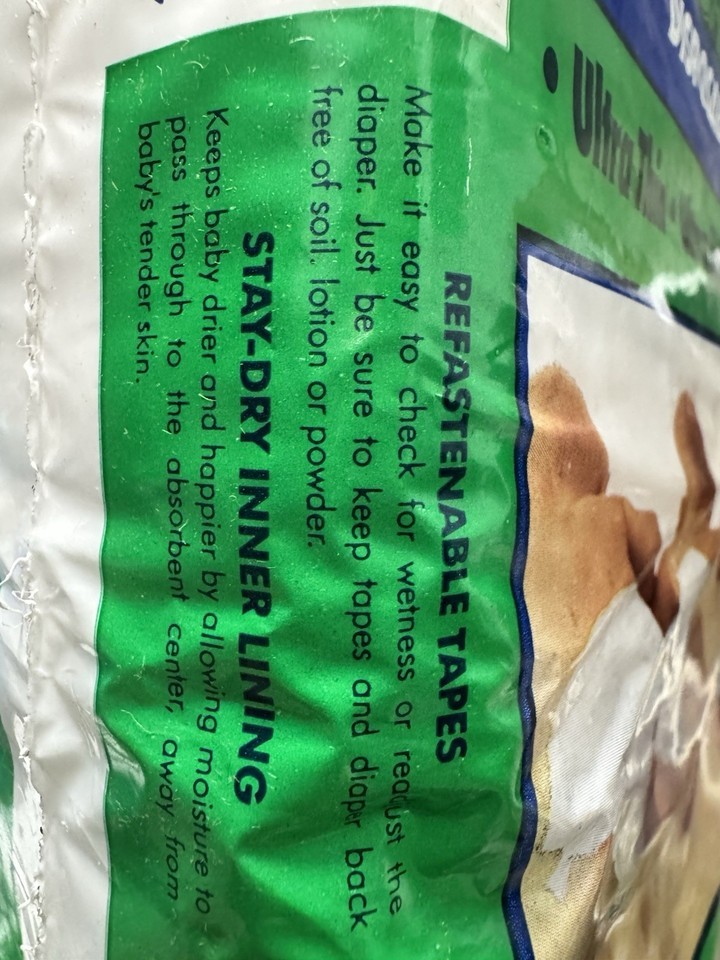 • Ultra Thin •
REFASTENABLE TAPES
Make it easy to check for wetness or readjust the
diaper. Just be sure to keep tapes and diaper back
free of soil, lotion or powder.
STAY-DRY INNER LINING
Keeps baby drier and happier by allowing moisture to
pass through to the absorbent center, away from
baby's tender skin.